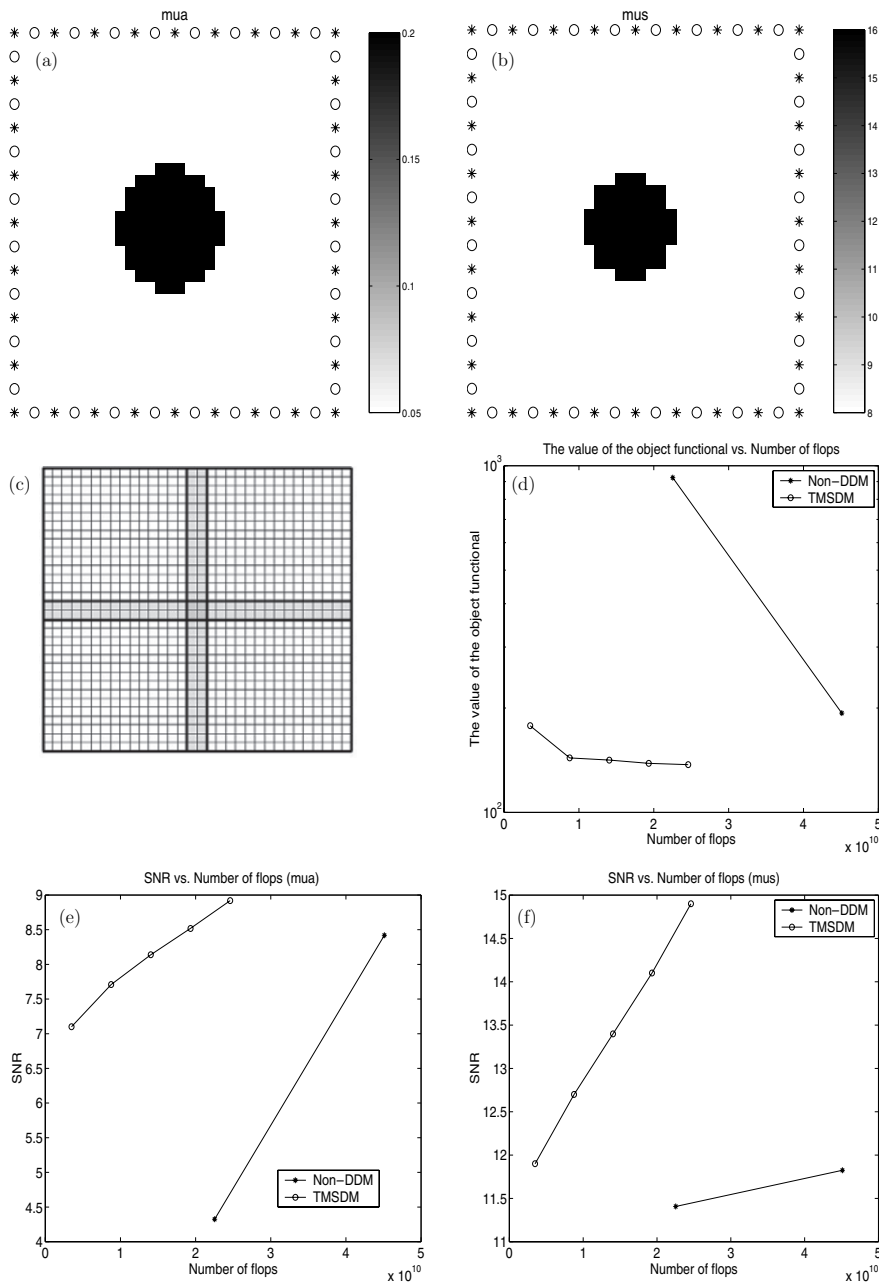 mua
(a)
0.2
0.15
0.1
0.05
mus
(b)
16
15
14
13
12
11
10
9
8
(c)
The value of the object functional vs. Number of flops
(d)
Non-DDM
TMSDM
The value of the object functional
10^3
10^2
0 1 2 3 4 5
Number of flops
x 10^10
SNR vs. Number of flops (mua)
(e)
SNR
9
8.5
8
7.5
7
6.5
6
5.5
5
4.5
4
Non-DDM
TMSDM
0 1 2 3 4 5
Number of flops
x 10^10
SNR vs. Number of flops (mus)
(f)
Non-DDM
TMSDM
SNR
15
14.5
14
13.5
13
12.5
12
11.5
11
0 1 2 3 4 5
Number of flops
x 10^10